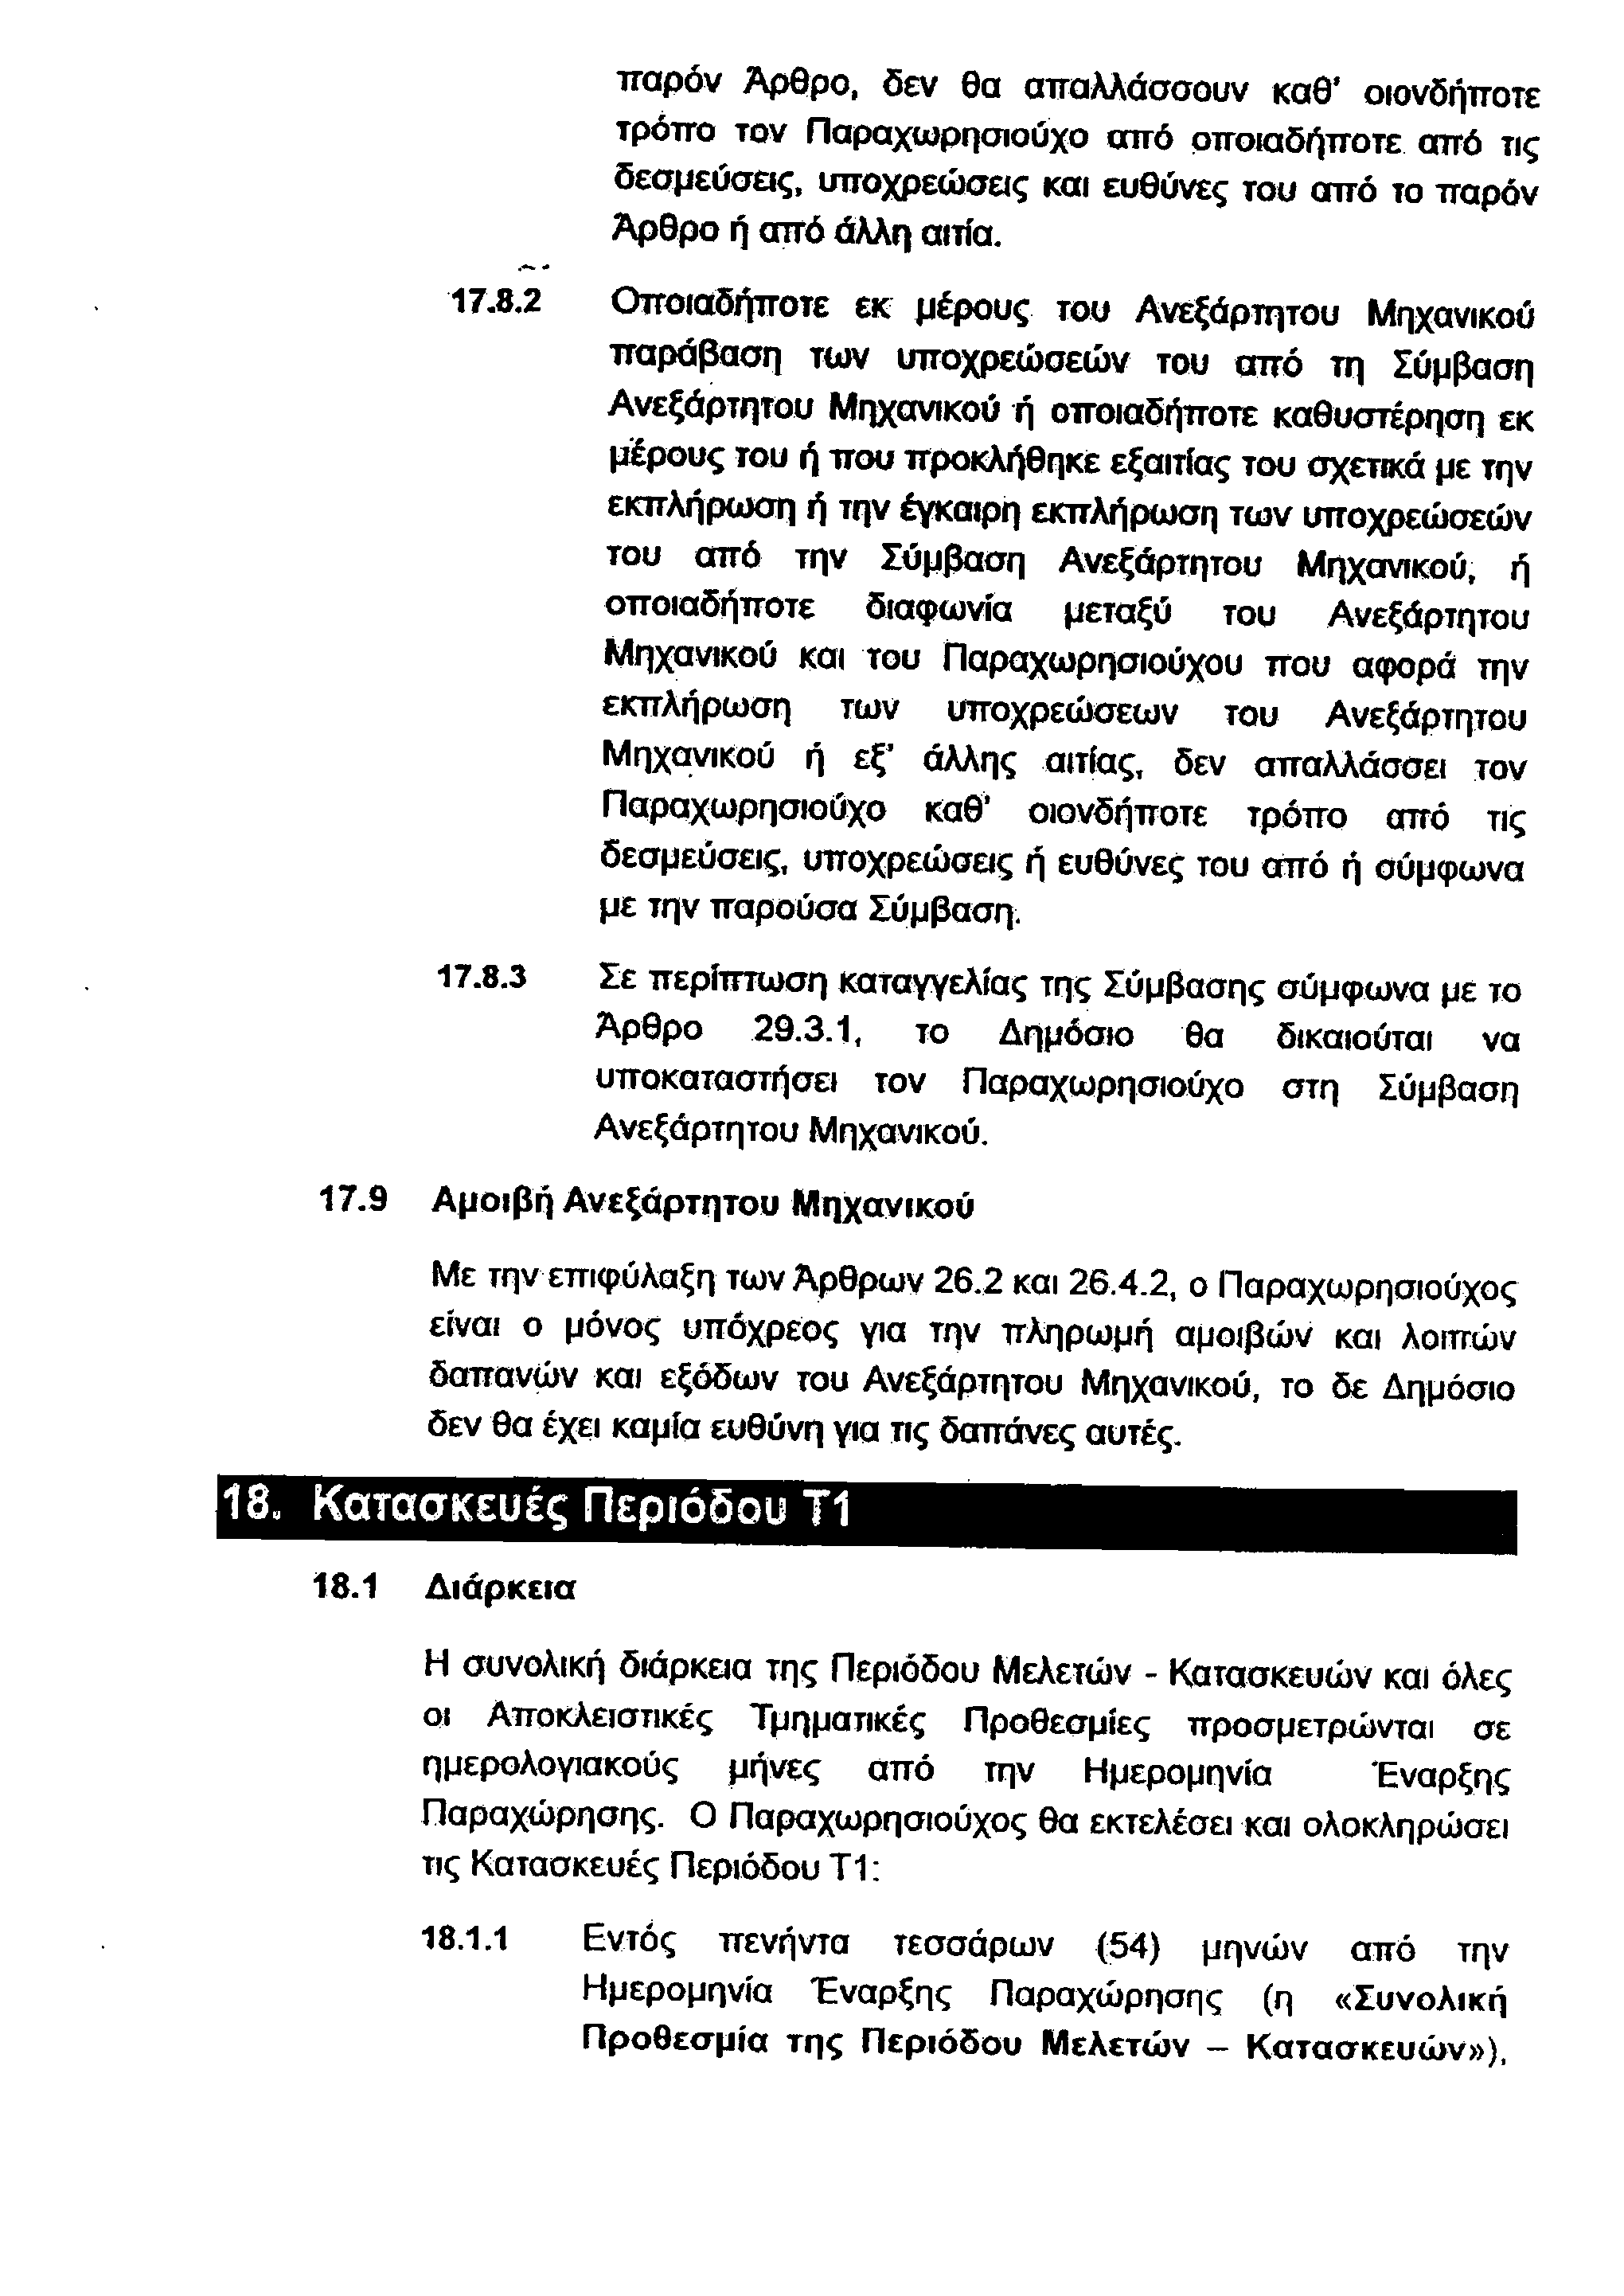 παρόν Άρθρο, δεν θα απαλλάσσουν καθ' οιονδήποτε
τρόπο τον Παραχωρησιούχο από οποιαδήποτε από τις
δεσμεύσεις, υποχρεώσεις και ευθύνες του από το παρόν
Άρθρο ή από άλλη αιτία.
17.8.2 Οποιαδήποτε εκ μέρους του Ανεξάρτητου Μηχανικού
παράβαση των υποχρεώσεών του από τη Σύμβαση
Ανεξάρτητου Μηχανικού ή οποιαδήποτε καθυστέρηση εκ
μέρους του ή που προκλήθηκε εξαιτίας του σχετικά με την
εκπλήρωση ή την έγκαιρη εκπλήρωση των υποχρεώσεών
του από την Σύμβαση Ανεξάρτητου Μηχανικού, ή
οποιαδήποτε διαφωνία μεταξύ του Ανεξάρτητου
Μηχανικού και του Παραχωρησιούχου που αφορά την
εκπλήρωση των υποχρεώσεων του Ανεξάρτητου
Μηχανικού ή εξ' άλλης αιτίας, δεν απαλλάσσει τον
Παραχωρησιούχο καθ' οιονδήποτε τρόπο από τις
δεσμεύσεις, υποχρεώσεις ή ευθύνες του από ή σύμφωνα
με την παρούσα Σύμβαση.
17.8.3 Σε περίπτωση καταγγελίας της Σύμβασης σύμφωνα με το
Άρθρο 29.3.1, το Δημόσιο θα δικαιούται να
υποκαταστήσει τον Παραχωρησιούχο στη Σύμβαση
Ανεξάρτητου Μηχανικού.
17.9 Αμοιβή Ανεξάρτητου Μηχανικού
Με την επιφύλαξη των Άρθρων 26.2 και 26.4.2, ο Παραχωρησιούχος
είναι ο μόνος υπόχρεος για την πληρωμή αμοιβών και λοιπών
δαπανών και εξόδων του Ανεξάρτητου Μηχανικού, το δε Δημόσιο
δεν θα έχει καμία ευθύνη για τις δαπάνες αυτές.
18. Κατασκευές Περιόδου Τ1
18.1 Διάρκεια
Η συνολική διάρκεια της Περιόδου Μελετών - Κατασκευών και όλες
οι Αποκλειστικές Τμηματικές Προθεσμίες προσμετρώνται σε
ημερολογιακούς μήνες από την Ημερομηνία Έναρξης
Παραχώρησης. Ο Παραχωρησιούχος θα εκτελέσει και ολοκληρώσει
τις Κατασκευές Περιόδου Τ1:
18.1.1 Εντός πενήντα τεσσάρων (54) μηνών από την
Ημερομηνία Έναρξης Παραχώρησης (η «Συνολική
Προθεσμία της Περιόδου Μελετών – Κατασκευών»),